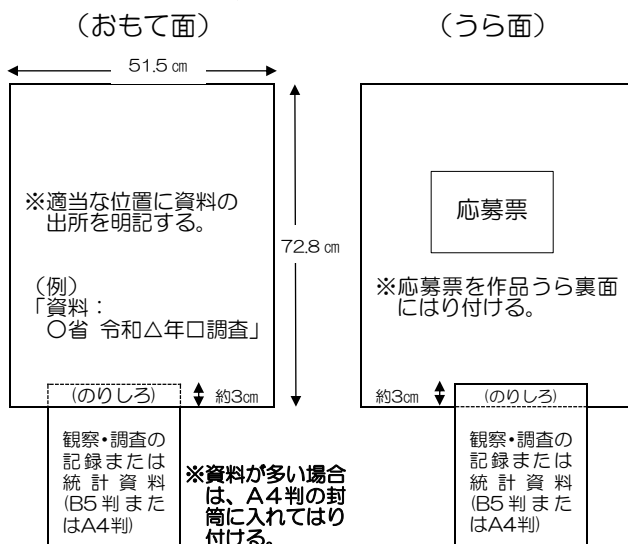 （おもて面）
51.5 ㎝
※適当な位置に資料の
出所を明記する。
（例）
「資料：
〇省 令和△年□調査」
72.8 ㎝
(のりしろ)
約3㎝
観察・調査の
記録または
統計資料
(B5判また
はA4判)
※資料が多い場合
は、A4判の封
筒に入れてはり
付ける。
（うら面）
応募票
※応募票を作品うら裏面
にはり付ける。
約3㎝
(のりしろ)
観察・調査の
記録または
統計資料
(B5判また
はA4判)